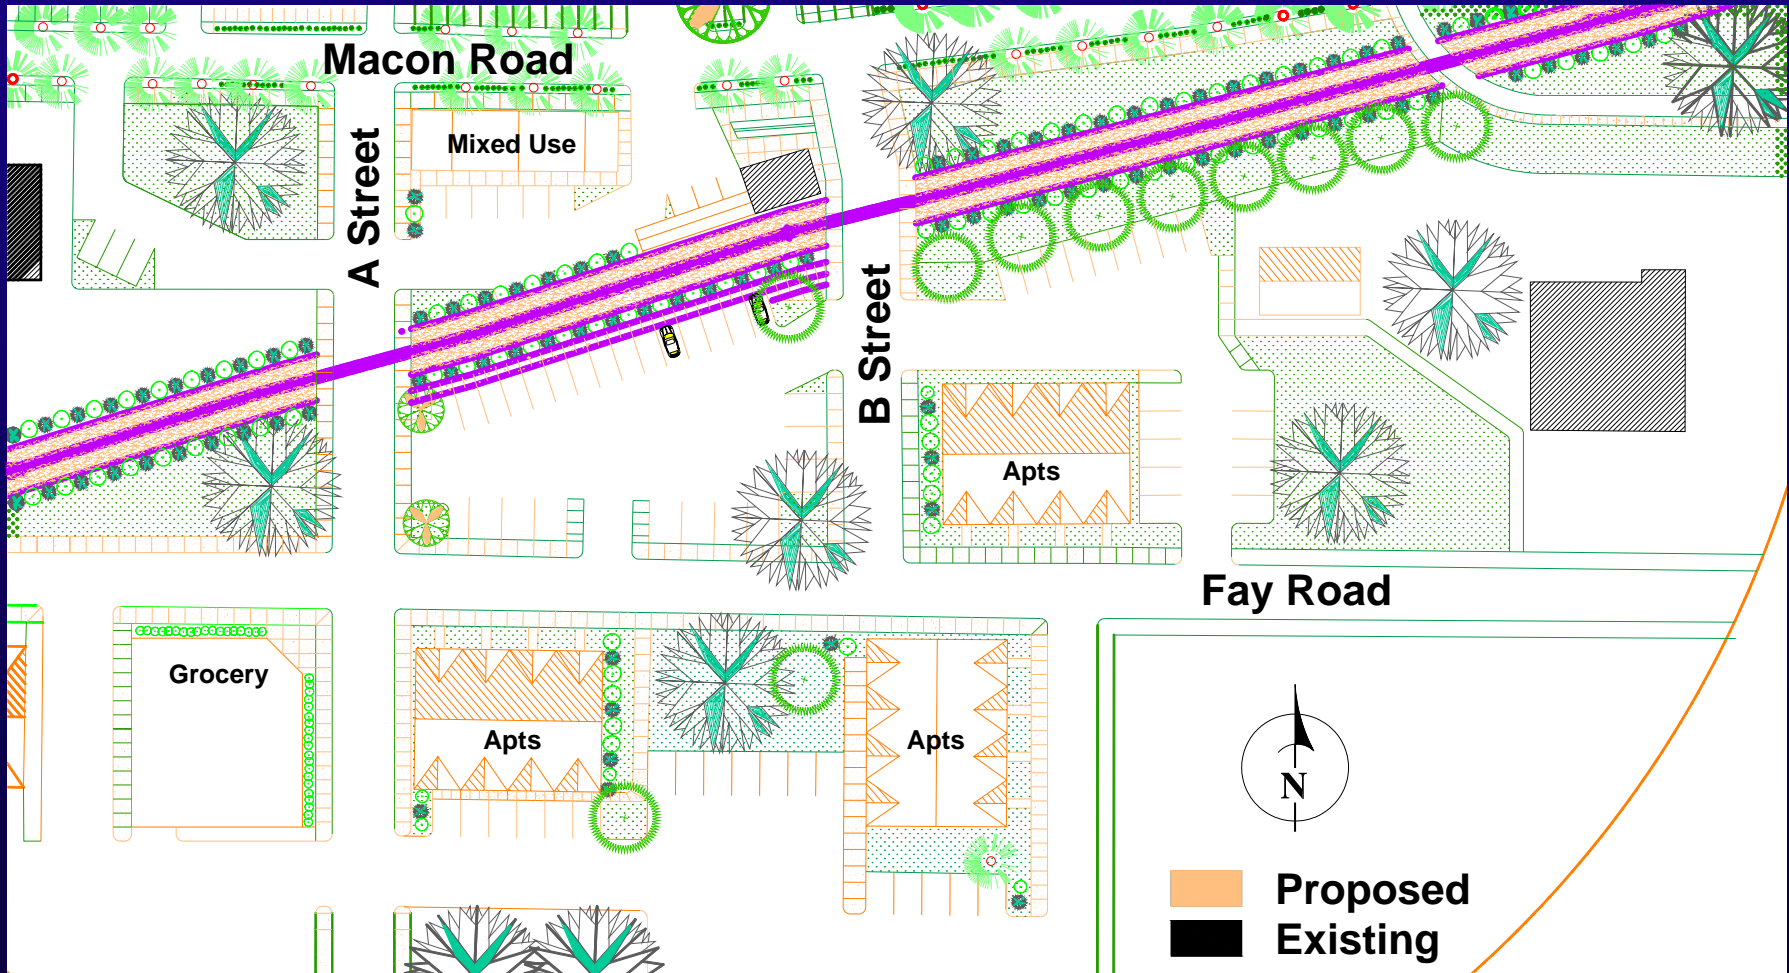 Macon Road
A Street
Mixed Use
B Street
Apts
Fay Road
Grocery
Apts
Apts
N
Proposed
Existing